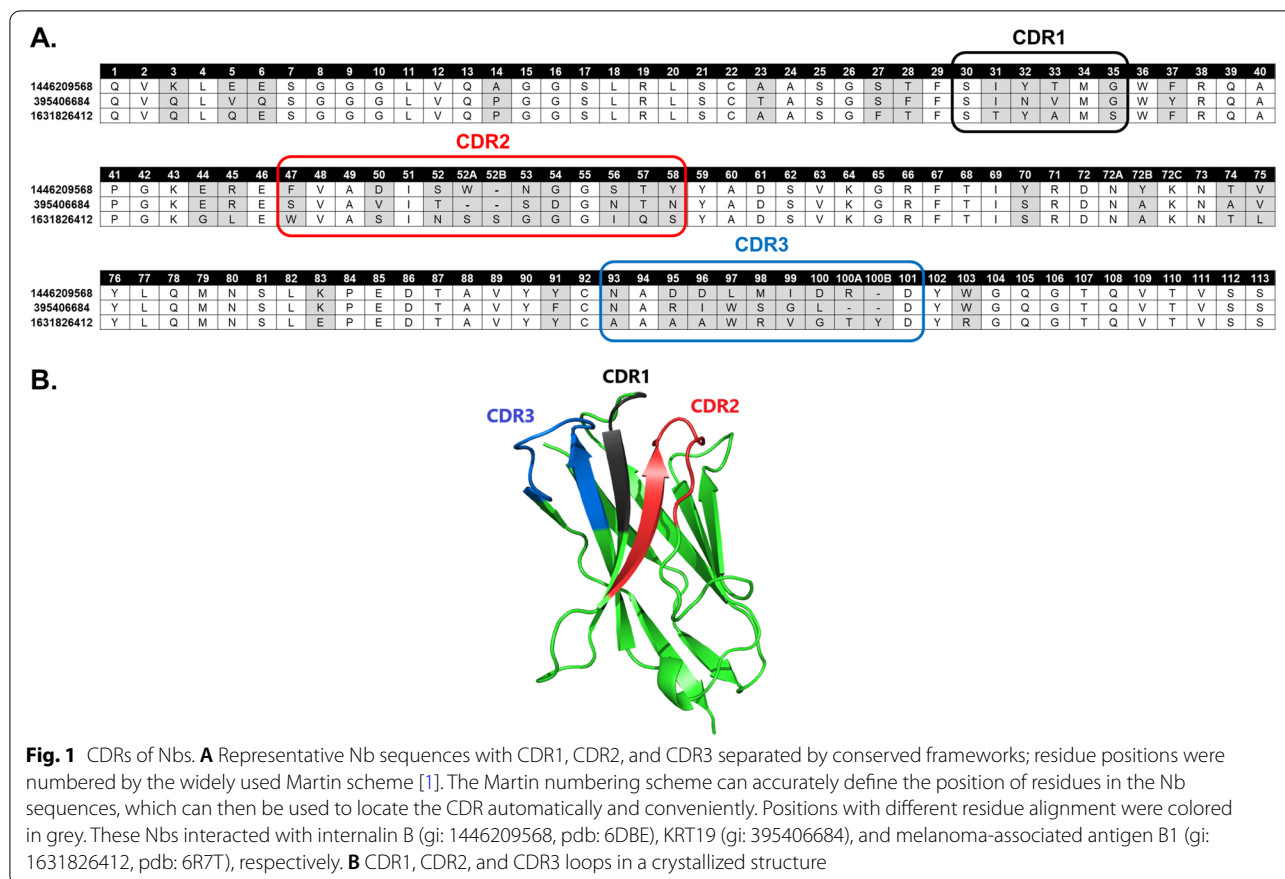 A.
CDR1
1 2 3 4 5 6 7 8 9 10 11 12 13 14 15 16 17 18 19 20 21 22 23 24 25 26 27 28 29 30 31 32 33 34 35 36 37 38 39 40
1446209568 Q V K L E E S G G G L V Q A G G S L R L S C A A S G S T F S I Y T M G W F R Q A
395406684 Q V Q L V Q S G G G L V Q P G G S L R L S C T A S G S F F S I N V M G W Y R Q A
1631826412 Q V Q L Q E S G G G L V Q P G G S L R L S C A A S G F T F S T Y A M S W F R Q A
CDR2
41 42 43 44 45 46 47 48 49 50 51 52 52A 52B 53 54 55 56 57 58 59 60 61 62 63 64 65 66 67 68 69 70 71 72 72A 72B 72C 73 74 75
1446209568 P G K E R E F V A D I S W - N G G S T Y Y A D S V K G R F T I Y R D N Y K N T V
395406684 P G K E R E S V A V I T - - S D G N T N Y A D S V K G R F T I S R D N A K N A V
1631826412 P G K G L E W V A S I N S S G G G I Q S Y A D S V K G R F T I S R D N A K N T L
CDR3
76 77 78 79 80 81 82 83 84 85 86 87 88 89 90 91 92 93 94 95 96 97 98 99 100 100A 100B 101 102 103 104 105 106 107 108 109 110 111 112 113
1446209568 Y L Q M N S L K P E D T A V Y Y C N A D D L M I D R - D Y W G Q G T Q V T V S S
395406684 Y L Q M N S L K P E D T A V Y F C N A R I W S G L - - D Y W G Q G T Q V T V S S
1631826412 Y L Q M N S L E P E D T A V Y Y C A A A A W R V G T Y D Y R G Q G T Q V T V S S
B.
CDR1
CDR3
CDR2
Fig. 1 CDRs of Nbs. A Representative Nb sequences with CDR1, CDR2, and CDR3 separated by conserved frameworks; residue positions were
numbered by the widely used Martin scheme [1]. The Martin numbering scheme can accurately define the position of residues in the Nb
sequences, which can then be used to locate the CDR automatically and conveniently. Positions with different residue alignment were colored
in grey. These Nbs interacted with internalin B (gi: 1446209568, pdb: 6DBE), KRT19 (gi: 395406684), and melanoma-associated antigen B1 (gi:
1631826412, pdb: 6R7T), respectively. B CDR1, CDR2, and CDR3 loops in a crystallized structure